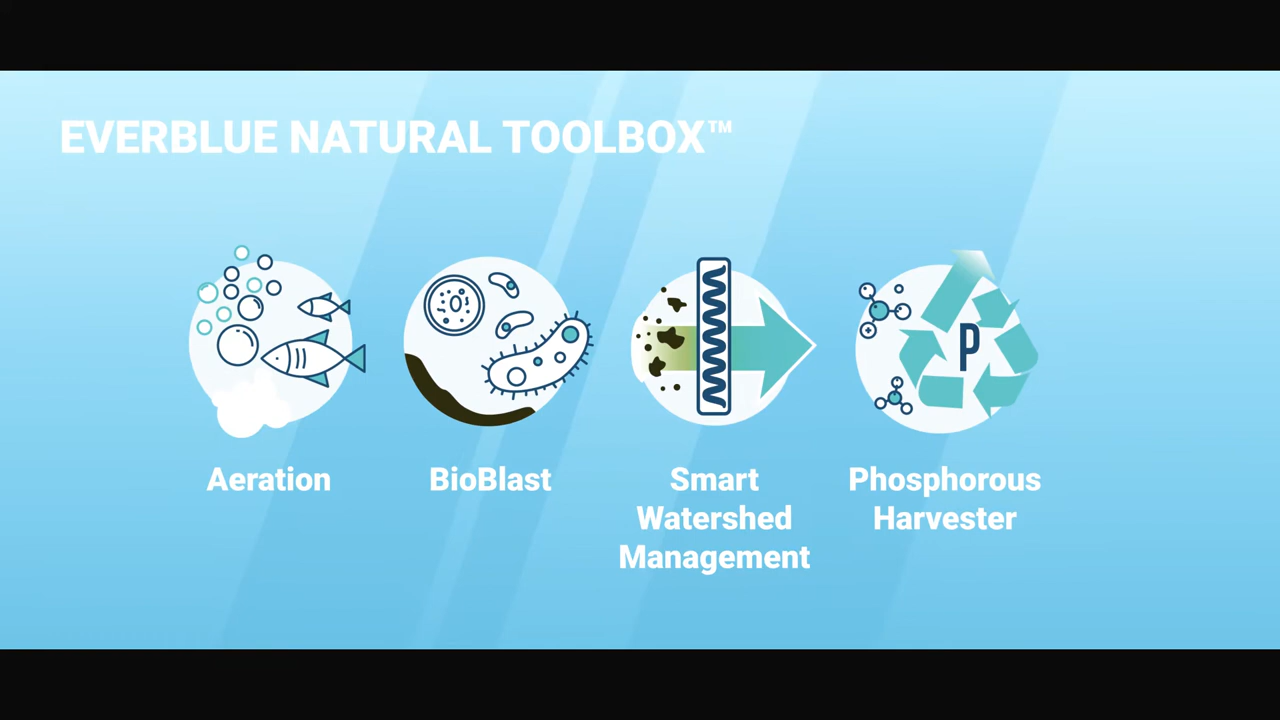 EVERBLUE NATURAL TOOLBOX™
P
Aeration
BioBlast
Smart
Watershed
Management
Phosphorous
Harvester